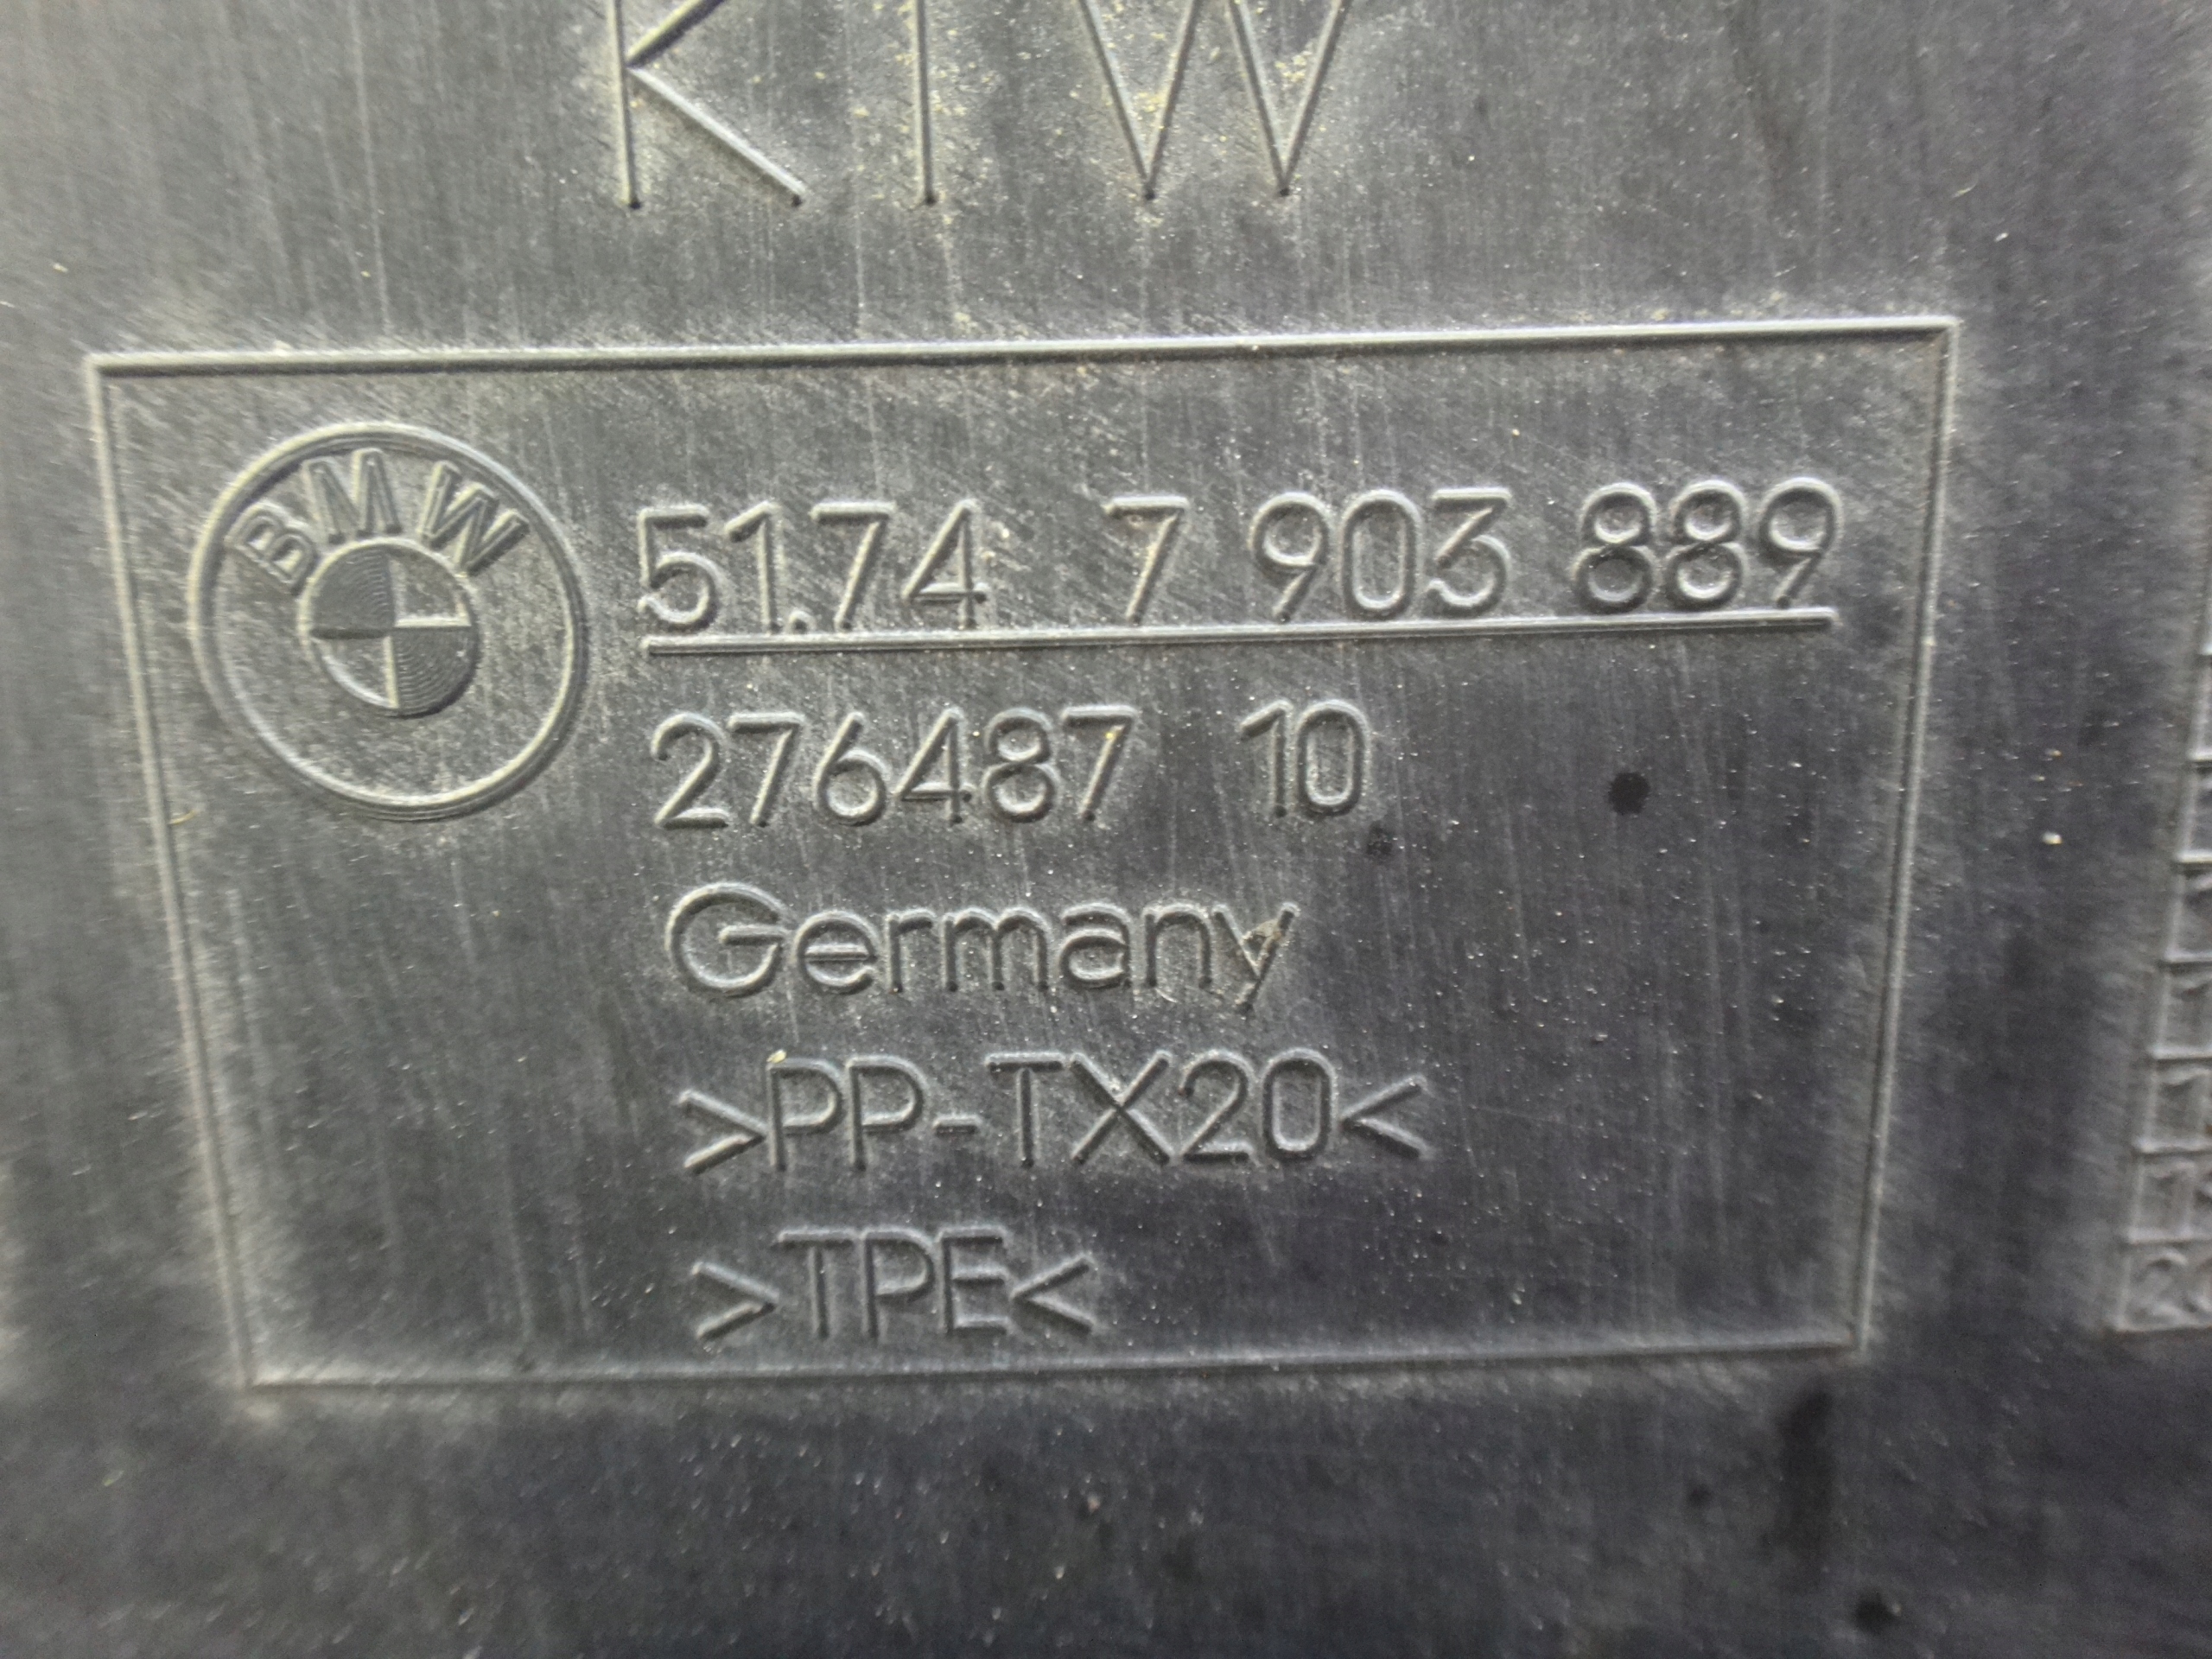 KTW
BMW
51.74 7 903 889
276487 10
Germany
>PP-TX20<
>TPE<